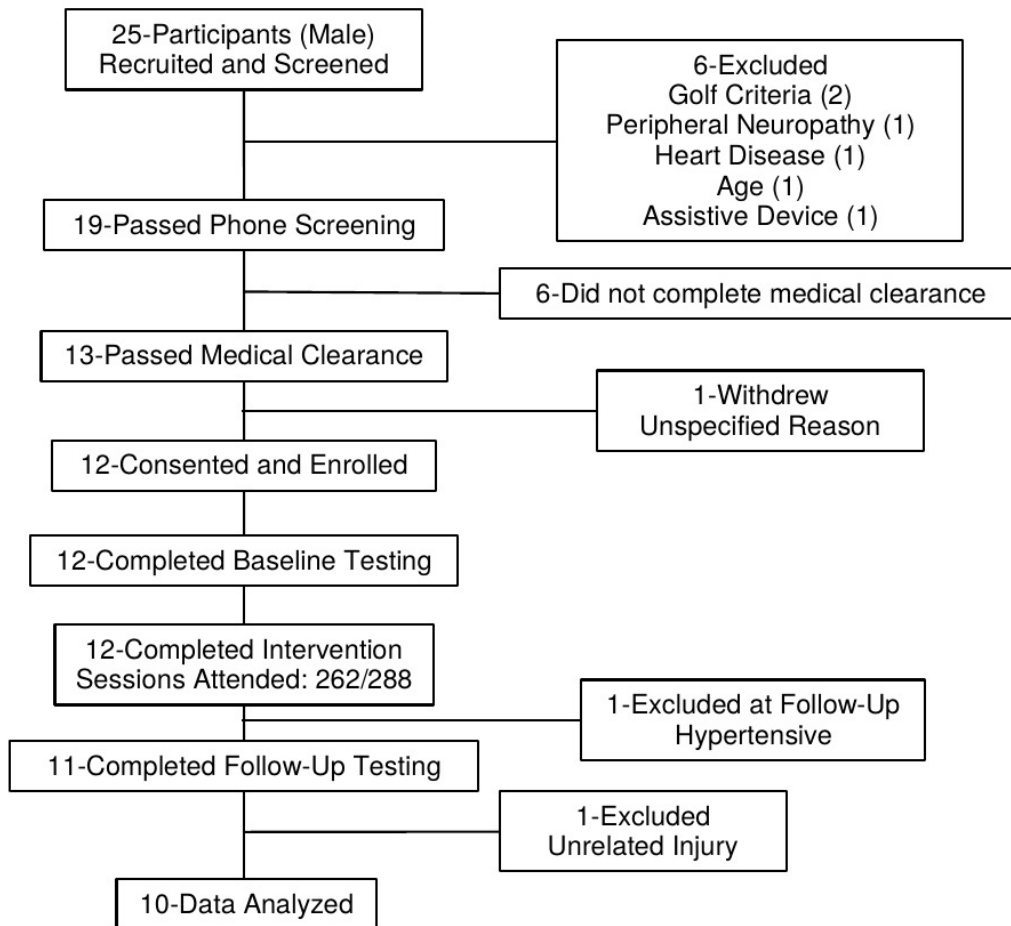 25-Participants (Male)
Recruited and Screened
6-Excluded
Golf Criteria (2)
Peripheral Neuropathy (1)
Heart Disease (1)
Age (1)
Assistive Device (1)
19-Passed Phone Screening
6-Did not complete medical clearance
13-Passed Medical Clearance
1-Withdrew
Unspecified Reason
12-Consented and Enrolled
12-Completed Baseline Testing
12-Completed Intervention
Sessions Attended: 262/288
1-Excluded at Follow-Up
Hypertensive
11-Completed Follow-Up Testing
1-Excluded
Unrelated Injury
10-Data Analyzed